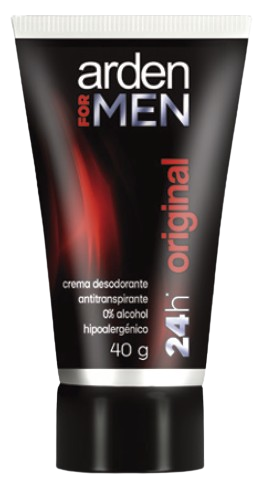 arden
FOR MEN
24h* original
crema desodorante
antitranspirante
0% alcohol
hipoalergénico
40 g